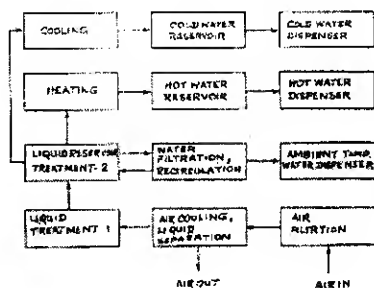 COOLING
COLD WATER
RESERVOIR
COLD WATER
DISPENSER
HEATING
HOT WATER
RESERVOIR
HOT WATER
DISPENSER
LIQUID RESERVOIR
TREATMENT-2
WATER
FILTRATION,
RECIRCULATION
AMBIENT TEMP,
WATER DISPENSER
LIQUID
TREATMENT 1
AIR COOLING,
LIQUID
SEPARATION
AIR
FILTRATION
AIR OUT
AIR IN